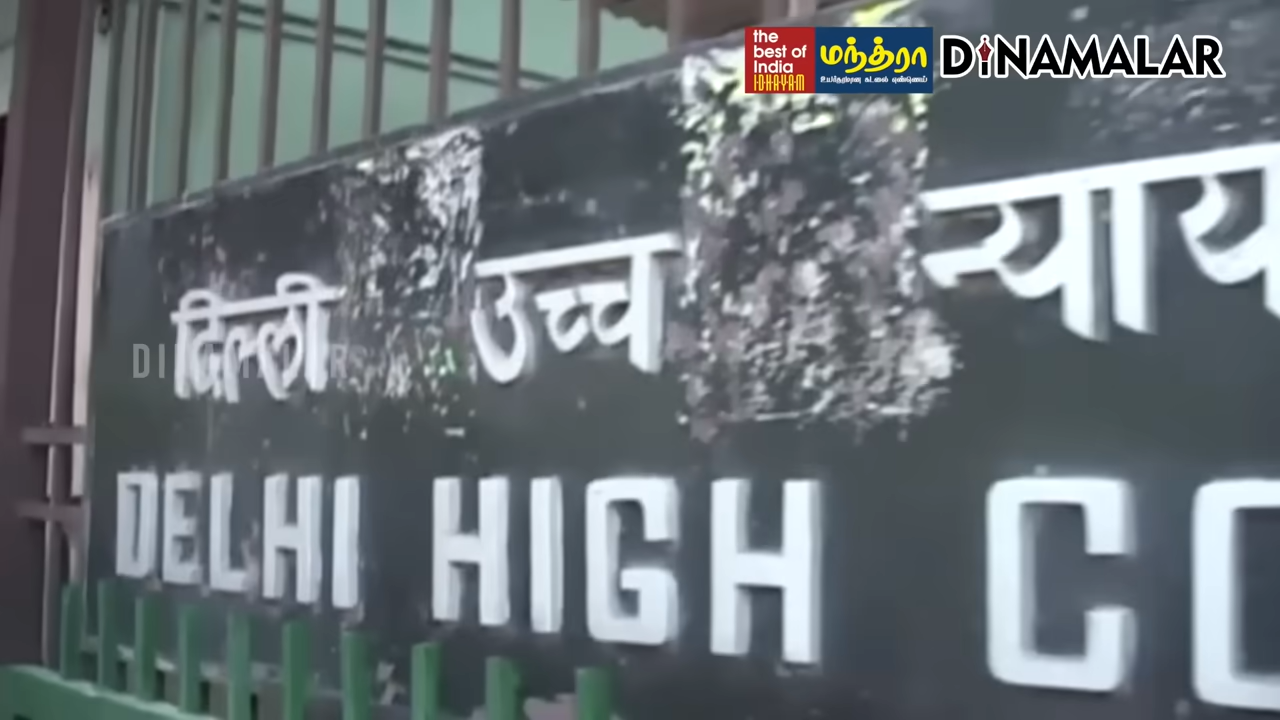 the
best of
India
IDHAYAM
மந்த்ரா
DINAMALAR
दिल्ली उच्च न्याय
DELHI HIGH CO